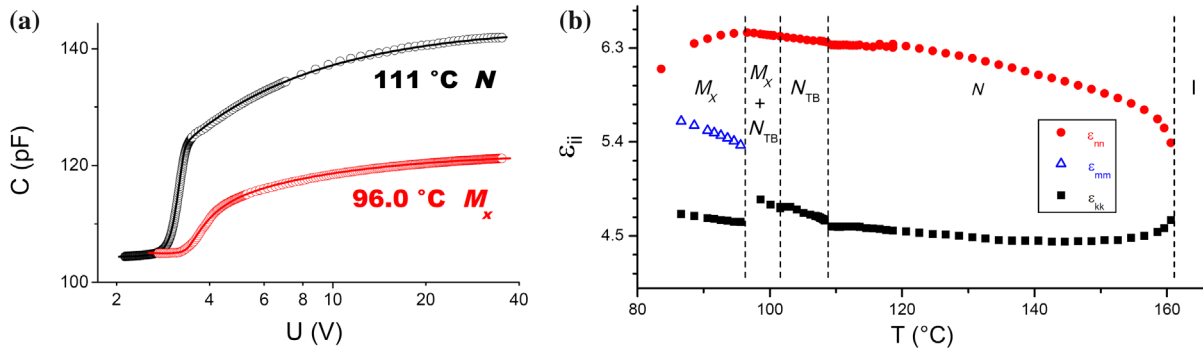 (a)
140
120
100
C (pF)
111 °C N
96.0 °C Mx
2 4 6 8 10 20 40
U (V)
(b)
6.3
5.4
4.5
εii
MX
MX
+
NTB
NTB
N
I
εnn
εmm
εkk
80 100 120 140 160
T (°C)